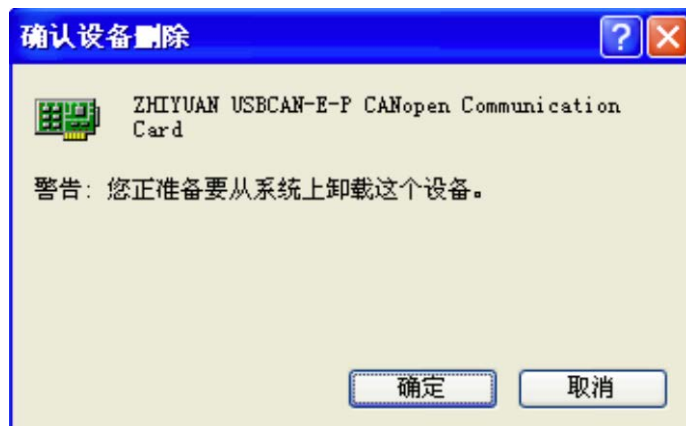 确认设备删除
ZHIYUAN USBCAN-E-P CANopen Communication
Card
警告: 您正准备要从系统上卸载这个设备。
确定
取消